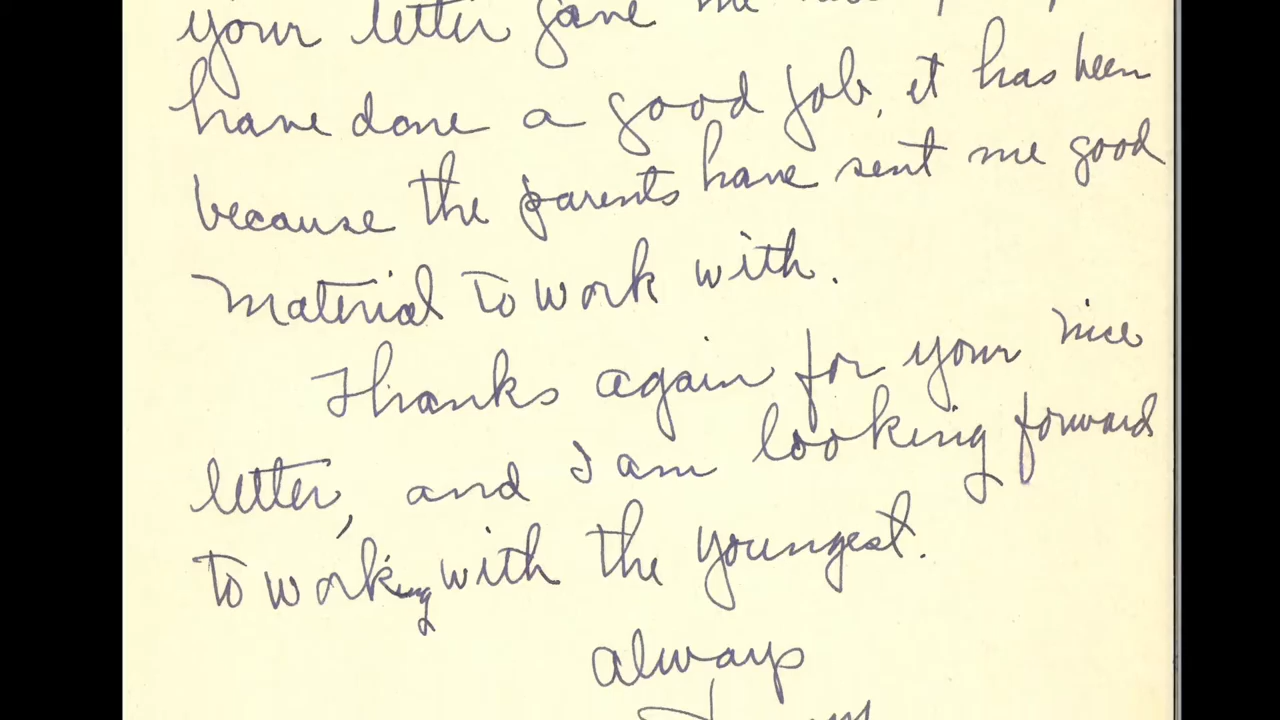 your letter gave me
have done a good job, it has been
because the parents have sent me good
material to work with.
Thanks again for your nice
letter, and I am looking forward
to working with the youngest.
always